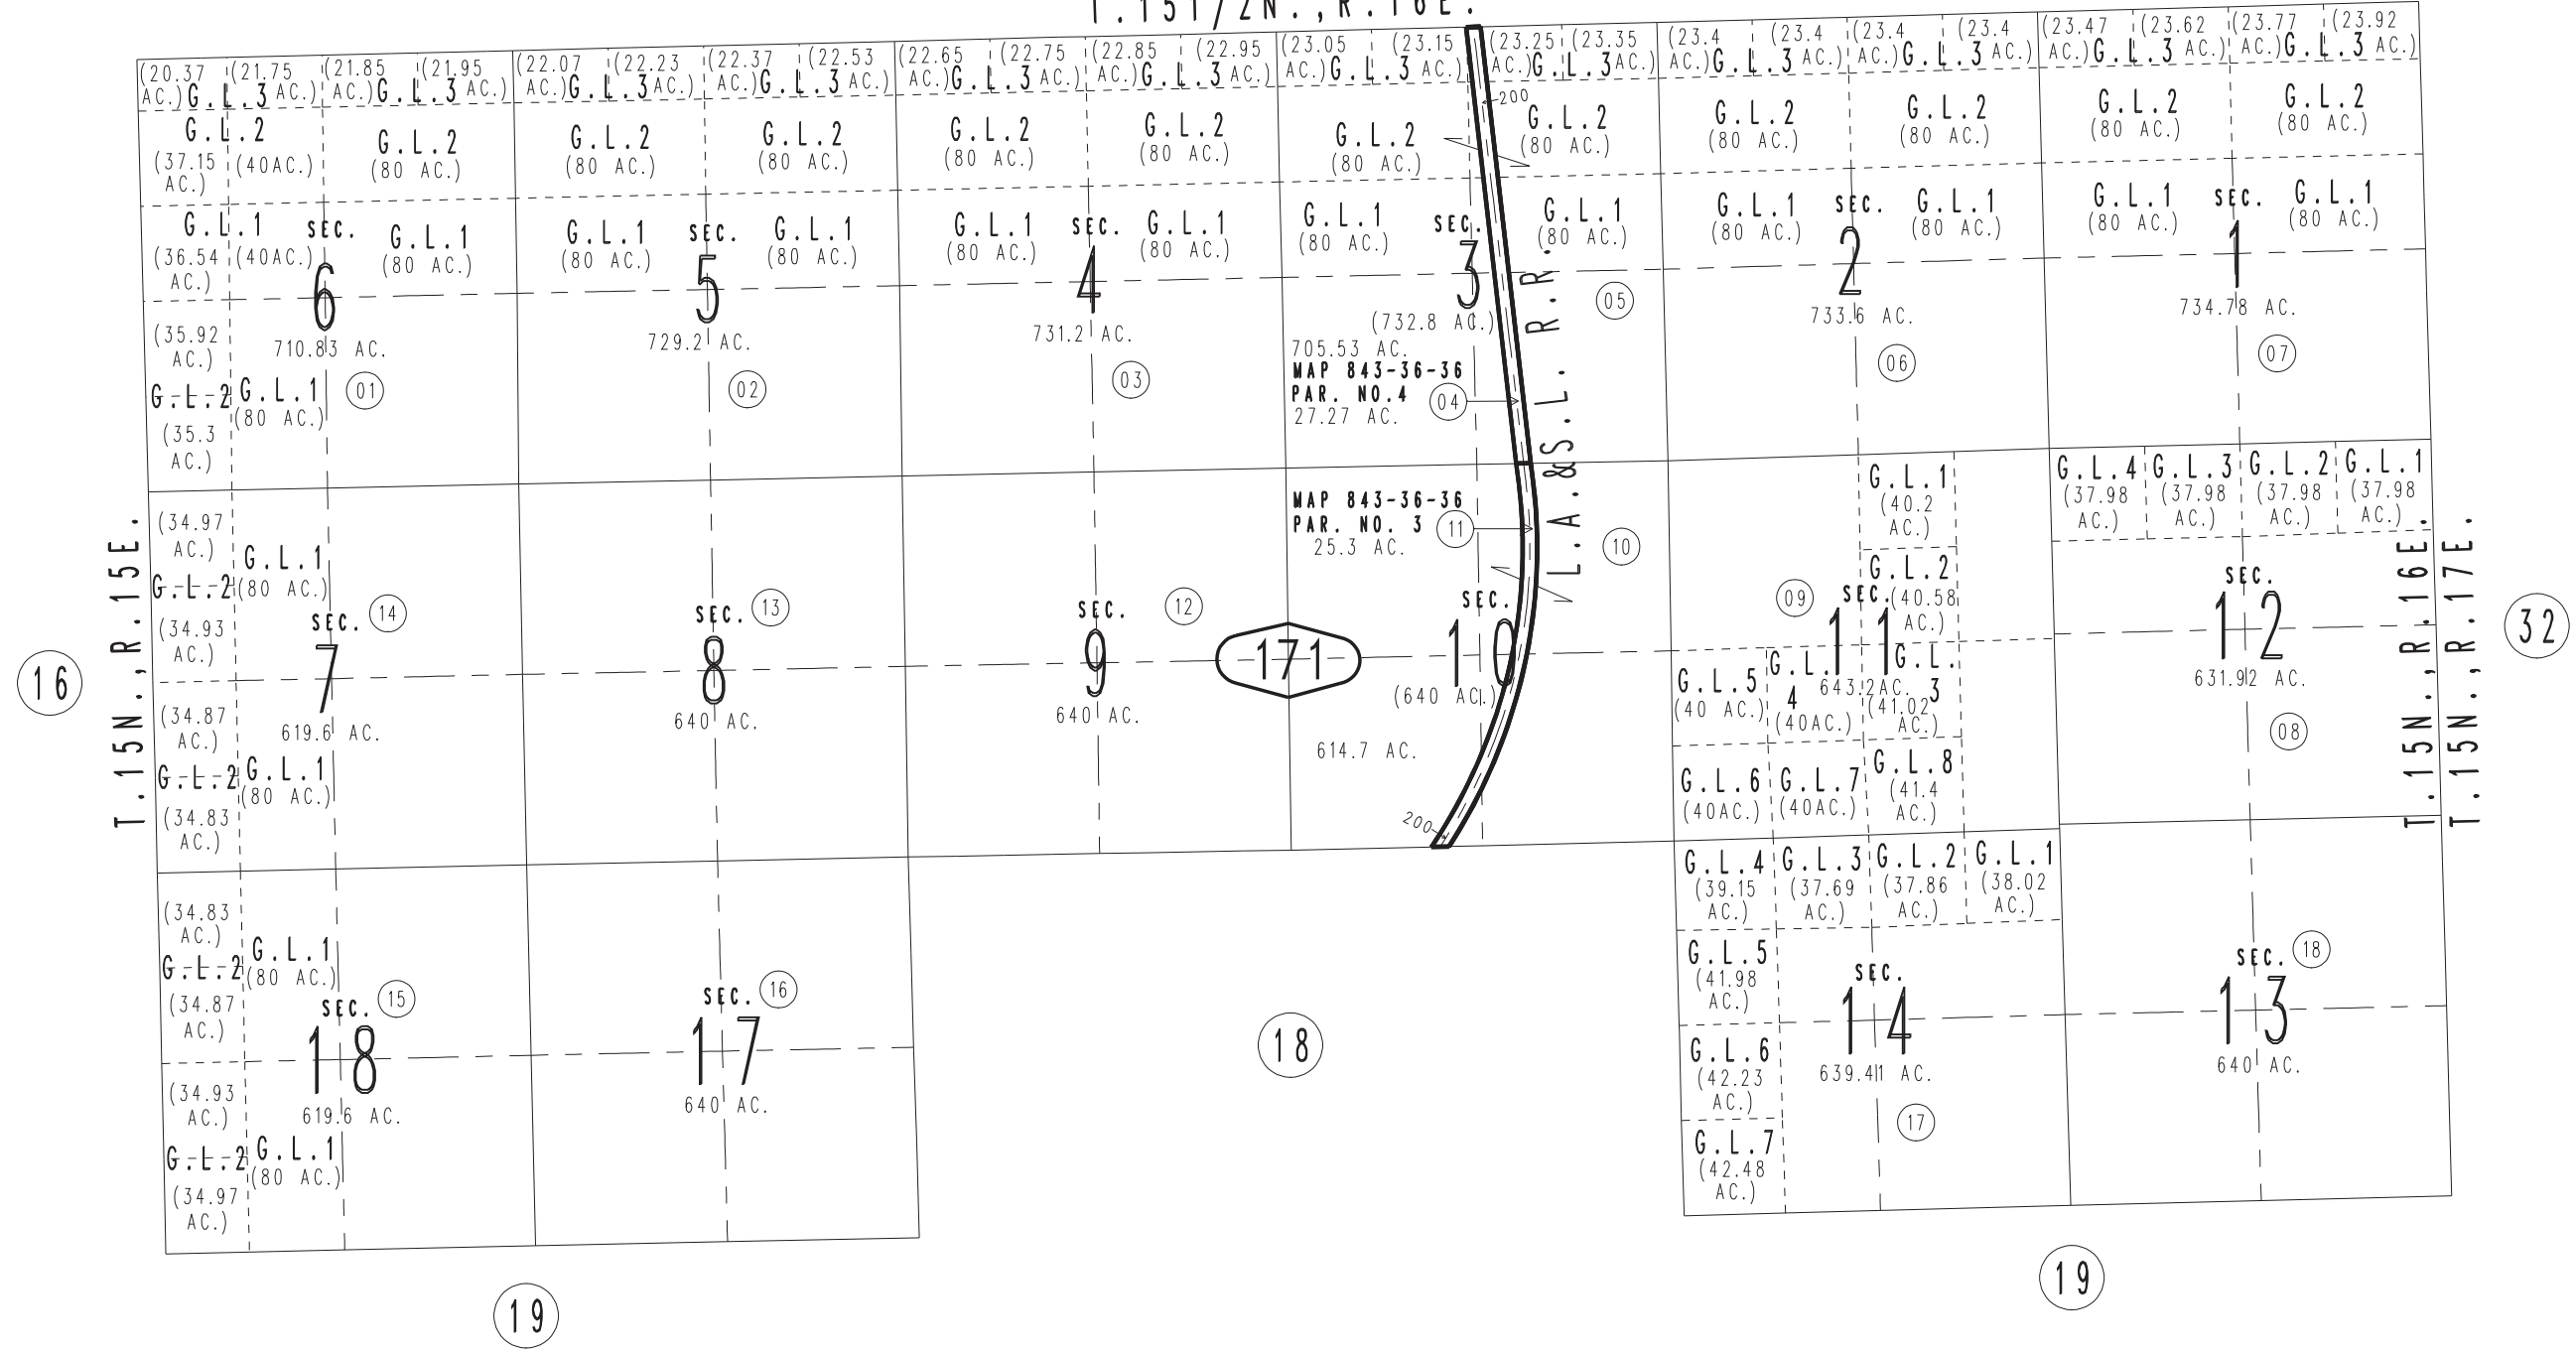 T.15 1/2N.,R.16E.
(20.37 AC.) G.L.3 (21.75 AC.) (21.85 AC.) G.L.3 (21.95 AC.) (22.07 AC.) G.L.3 (22.23 AC.) (22.37 AC.) G.L.3 (22.53 AC.) (22.65 AC.) G.L.3 (22.75 AC.) (22.85 AC.) G.L.3 (22.95 AC.) (23.05 AC.) G.L.3 (23.15 AC.) (23.25 AC.) G.L.3 (23.35 AC.) (23.4 AC.) G.L.3 (23.4 AC.) (23.4 AC.) G.L.3 (23.4 AC.) (23.47 AC.) G.L.3 (23.62 AC.) (23.77 AC.) G.L.3 (23.92 AC.)
200
G.L.2 G.L.2 G.L.2 G.L.2 G.L.2 G.L.2 G.L.2 G.L.2 G.L.2 G.L.2 G.L.2 G.L.2
(37.15 AC.) (40AC.) (80 AC.) (80 AC.) (80 AC.) (80 AC.) (80 AC.) (80 AC.) (80 AC.) (80 AC.) (80 AC.) (80 AC.) (80 AC.)
G.L.1 G.L.1 G.L.1 G.L.1 G.L.1 G.L.1 G.L.1 G.L.1 G.L.1 G.L.1 G.L.1 G.L.1
(36.54 AC.) (40AC.) (80 AC.) (80 AC.) (80 AC.) (80 AC.) (80 AC.) (80 AC.) (80 AC.) (80 AC.) (80 AC.) (80 AC.) (80 AC.)
SEC. 6
710.83 AC.
01
(35.92 AC.)
G.L.2
(35.3 AC.)
G.L.1
(80 AC.)
SEC. 5
729.2 AC.
02
SEC. 4
731.2 AC.
03
SEC. 3
(732.8 AC.)
705.53 AC.
MAP 843-36-36
PAR. NO.4
04
27.27 AC.
05
L.A.&S.L. R.R.
SEC. 2
733.6 AC.
06
SEC. 1
734.78 AC.
07
T.15N.,R.15E.
16
(34.97 AC.)
G.L.2
(34.93 AC.)
G.L.1
(80 AC.)
SEC. 7
14
619.6 AC.
(34.87 AC.)
G.L.2
(34.83 AC.)
G.L.1
(80 AC.)
SEC. 8
13
640 AC.
SEC. 9
12
640 AC.
171
MAP 843-36-36
PAR. NO. 3
11
25.3 AC.
10
SEC. 10
(640 AC.)
614.7 AC.
200
G.L.1
(40.2 AC.)
G.L.2
(40.58 AC.)
09
SEC. 11
643.2AC.
G.L.5
(40 AC.)
G.L. 4
(40AC.)
G.L. 3
(41.02 AC.)
G.L.6
(40AC.)
G.L.7
(40AC.)
G.L.8
(41.4 AC.)
G.L.4 G.L.3 G.L.2 G.L.1
(37.98 AC.) (37.98 AC.) (37.98 AC.) (37.98 AC.)
SEC. 12
631.92 AC.
08
T.15N.,R.16E.
T.15N.,R.17E.
32
(34.83 AC.)
G.L.2
(34.87 AC.)
G.L.1
(80 AC.)
SEC. 18
15
619.6 AC.
(34.93 AC.)
G.L.2
(34.97 AC.)
G.L.1
(80 AC.)
SEC. 17
16
640 AC.
18
G.L.4 G.L.3 G.L.2 G.L.1
(39.15 AC.) (37.69 AC.) (37.86 AC.) (38.02 AC.)
G.L.5
(41.98 AC.)
G.L.6
(42.23 AC.)
G.L.7
(42.48 AC.)
SEC. 14
639.41 AC.
17
SEC. 13
18
640 AC.
19
19